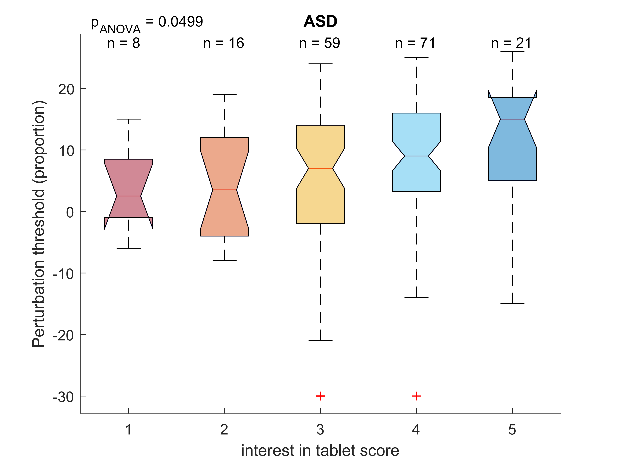 p_ANOVA = 0.0499
ASD
n = 8 n = 16 n = 59 n = 71 n = 21
Perturbation threshold (proportion)
20
10
0
-10
-20
-30
1 2 3 4 5
interest in tablet score